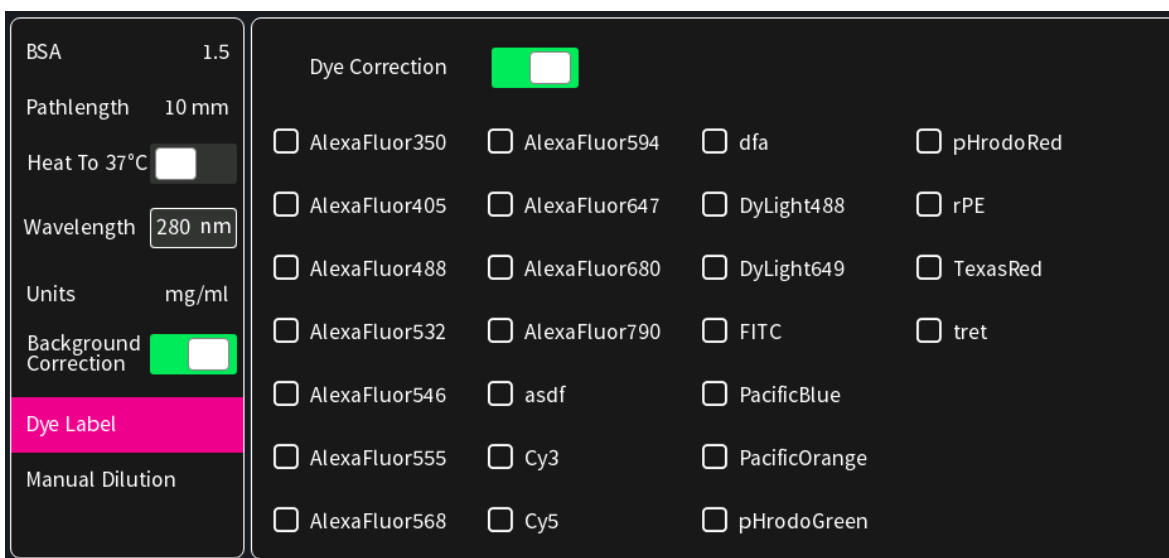 BSA 1.5
Pathlength 10 mm
Heat To 37°C
Wavelength 280 nm
Units mg/ml
Background
Correction
Dye Label
Manual Dilution
Dye Correction
AlexaFluor350 AlexaFluor594 dfa pHrodoRed
AlexaFluor405 AlexaFluor647 DyLight488 rPE
AlexaFluor488 AlexaFluor680 DyLight649 TexasRed
AlexaFluor532 AlexaFluor790 FITC tret
AlexaFluor546 asdf PacificBlue
AlexaFluor555 Cy3 PacificOrange
AlexaFluor568 Cy5 pHrodoGreen